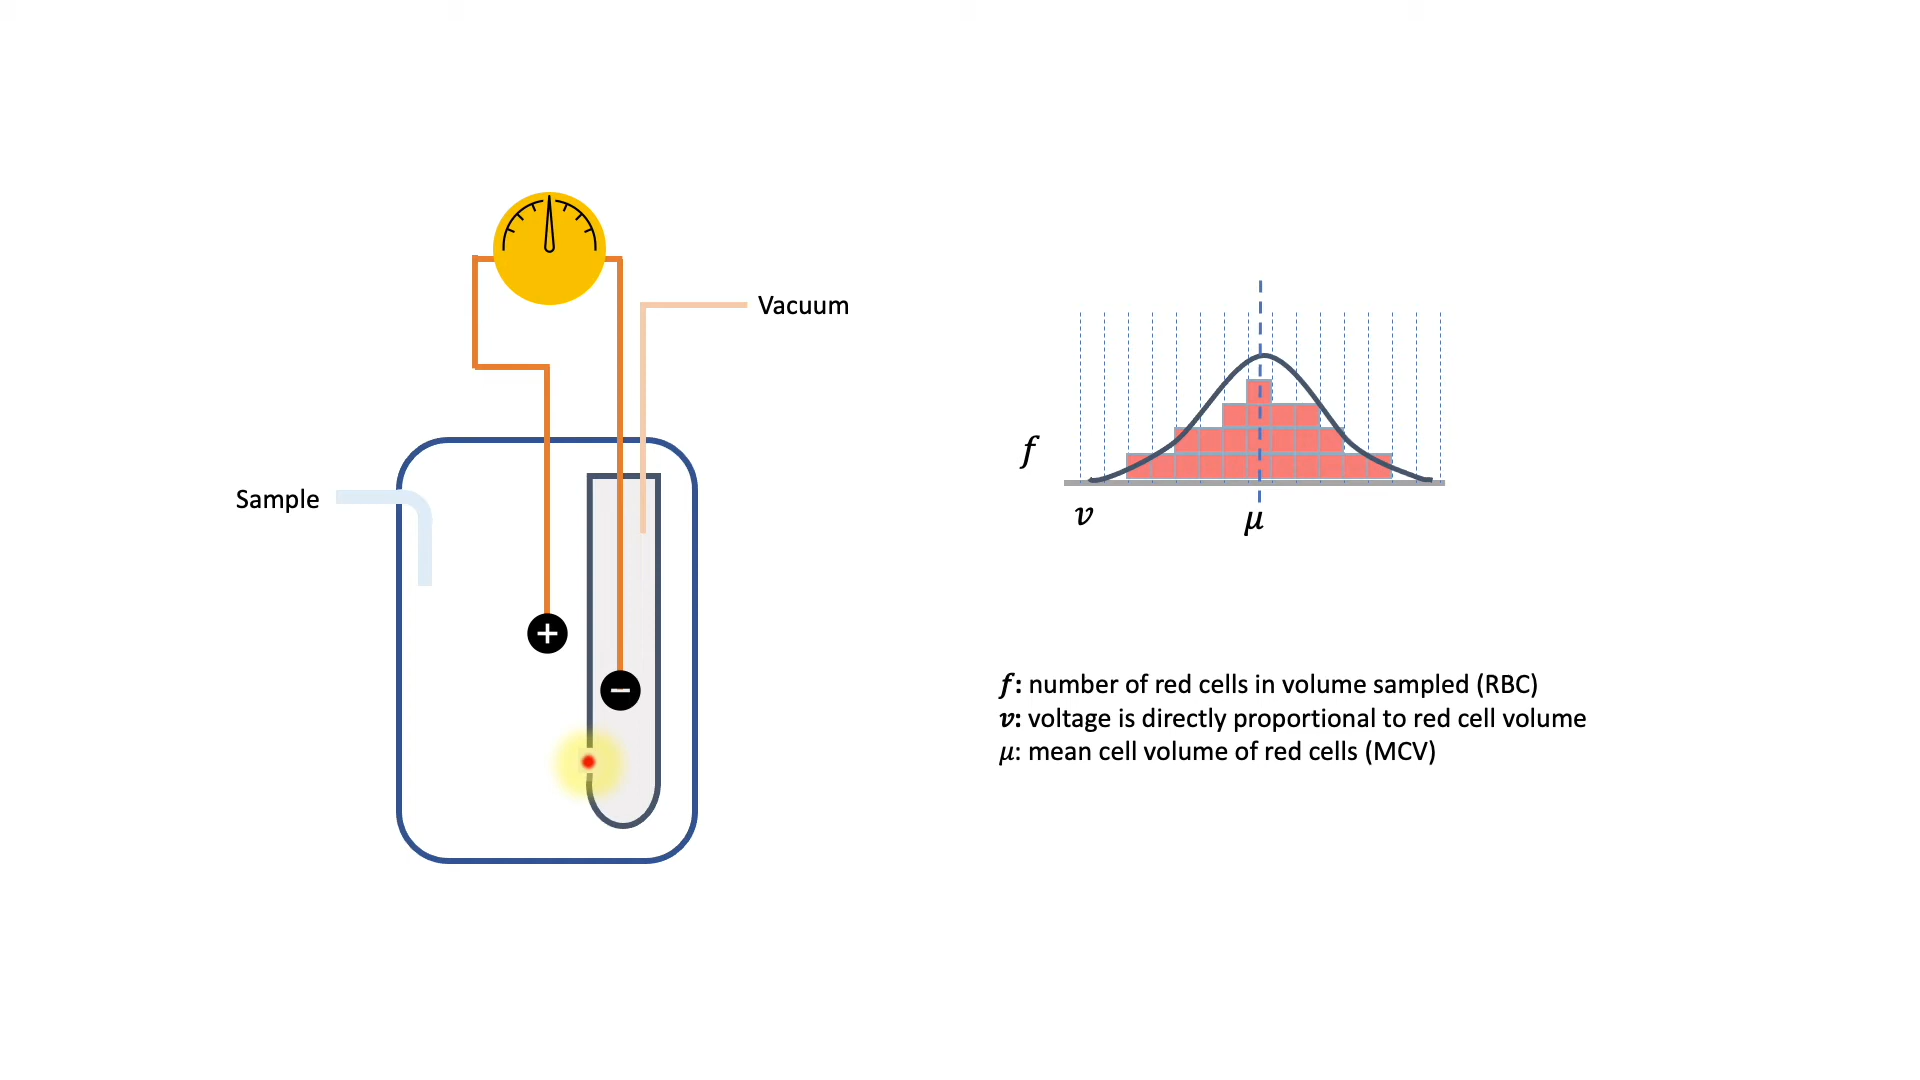 Vacuum
Sample
+
−
f
v
μ
f: number of red cells in volume sampled (RBC)
v: voltage is directly proportional to red cell volume
μ: mean cell volume of red cells (MCV)